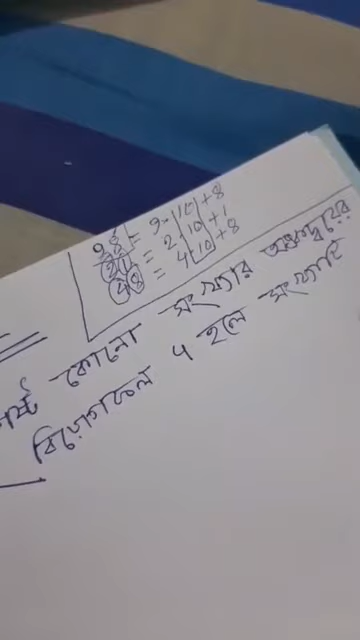 98 = 9·10+8
21 = 2·10+1
48 = 4·10+8
কোনো সংখ্যার অঙ্কদ্বয়ের
বিয়োগফল 4 হলে সংখ্যাটি